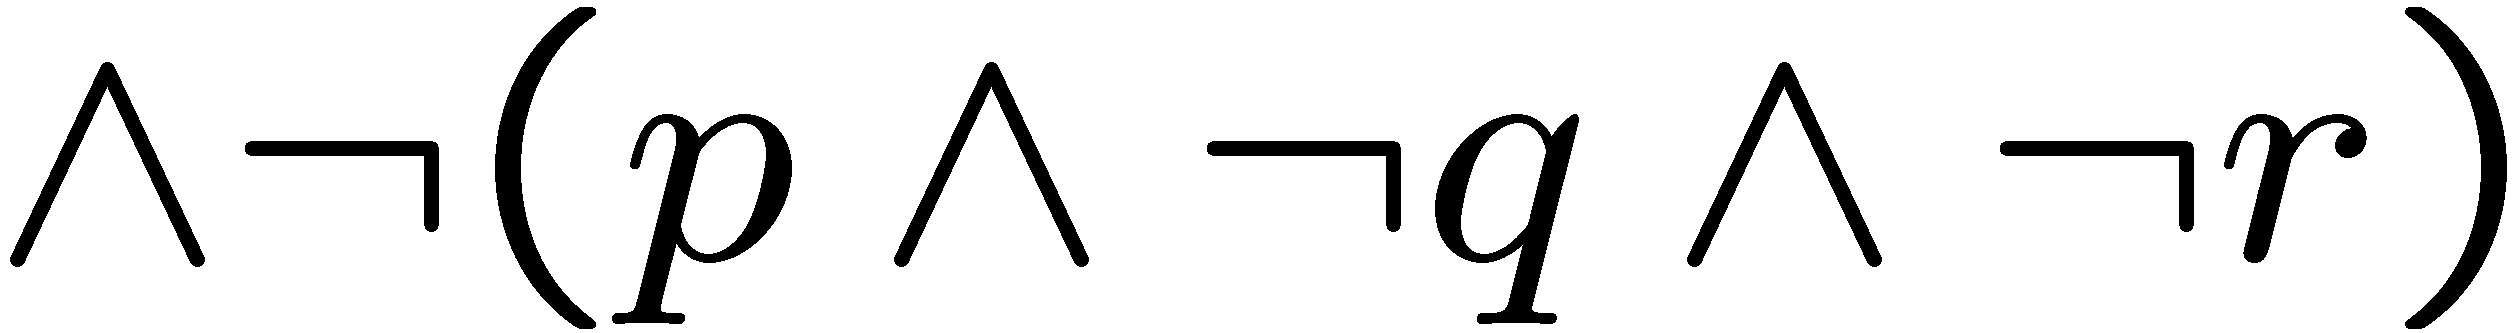 ∧ ¬(p ∧ ¬q ∧ ¬r)